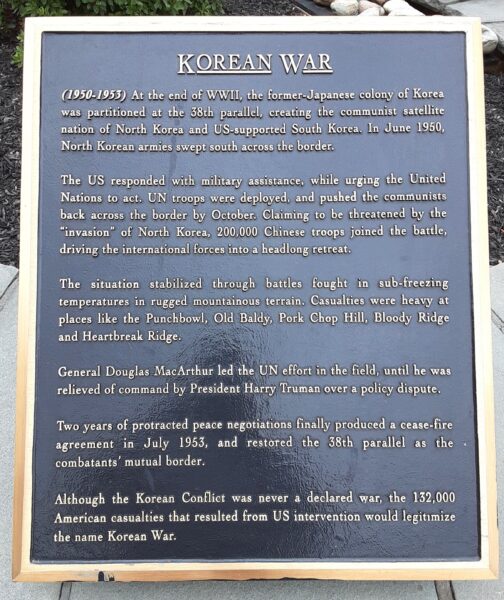 KOREAN WAR
(1950-1953) At the end of WWII, the former-Japanese colony of Korea
was partitioned at the 38th parallel, creating the communist satellite
nation of North Korea and US-supported South Korea. In June 1950,
North Korean armies swept south across the border.
The US responded with military assistance, while urging the United
Nations to act. UN troops were deployed, and pushed the communists
back across the border by October. Claiming to be threatened by the
"invasion" of North Korea, 200,000 Chinese troops joined the battle,
driving the international forces into a headlong retreat.
The situation stabilized through battles fought in sub-freezing
temperatures in rugged mountainous terrain. Casualties were heavy at
places like the Punchbowl, Old Baldy, Pork Chop Hill, Bloody Ridge
and Heartbreak Ridge.
General Douglas MacArthur led the UN effort in the field, until he was
relieved of command by President Harry Truman over a policy dispute.
Two years of protracted peace negotiations finally produced a cease-fire
agreement in July 1953, and restored the 38th parallel as the
combatants' mutual border.
Although the Korean Conflict was never a declared war, the 132,000
American casualties that resulted from US intervention would legitimize
the name Korean War.